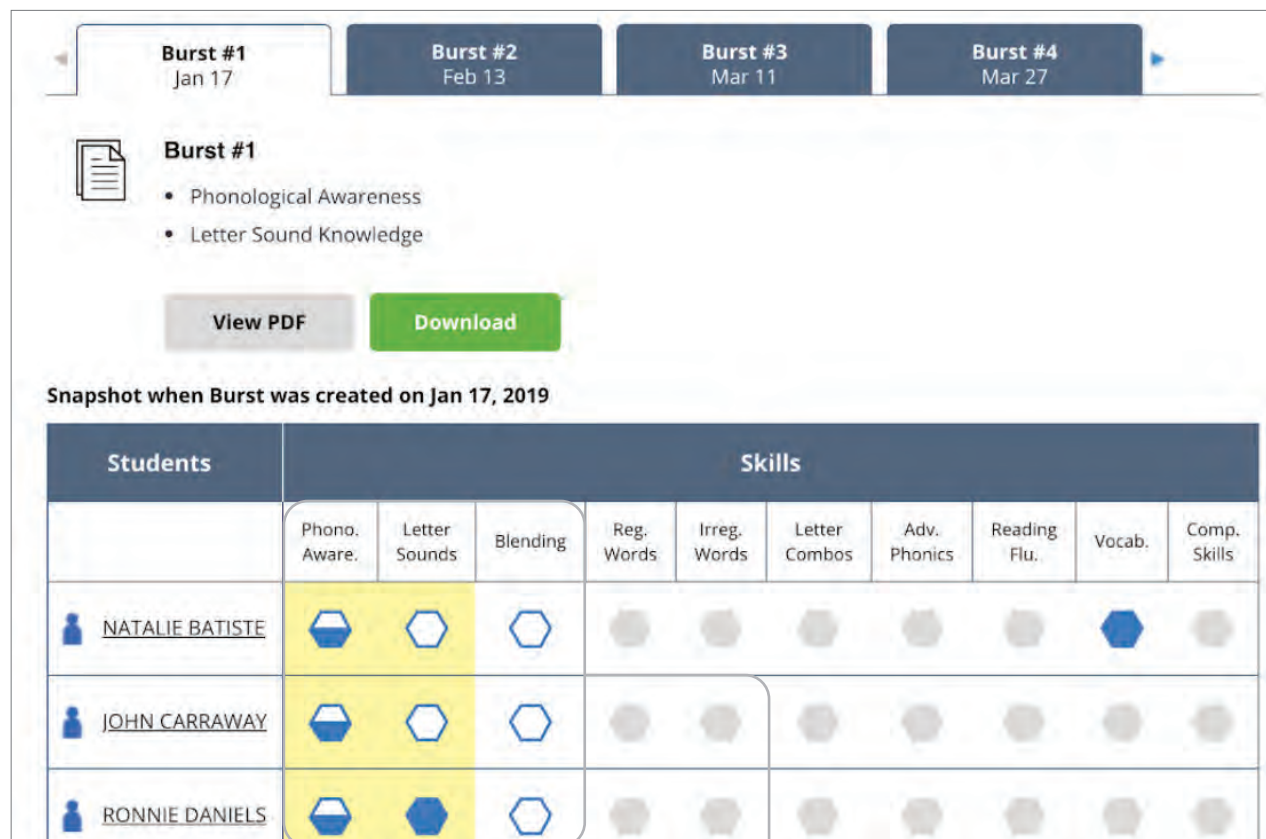 Burst #1
Jan 17
Burst #2
Feb 13
Burst #3
Mar 11
Burst #4
Mar 27
Burst #1
• Phonological Awareness
• Letter Sound Knowledge
View PDF
Download
Snapshot when Burst was created on Jan 17, 2019
Students
Skills
Phono.
Aware.
Letter
Sounds
Blending
Reg.
Words
Irreg.
Words
Letter
Combos
Adv.
Phonics
Reading
Flu.
Vocab.
Comp.
Skills
NATALIE BATISTE
JOHN CARRAWAY
RONNIE DANIELS